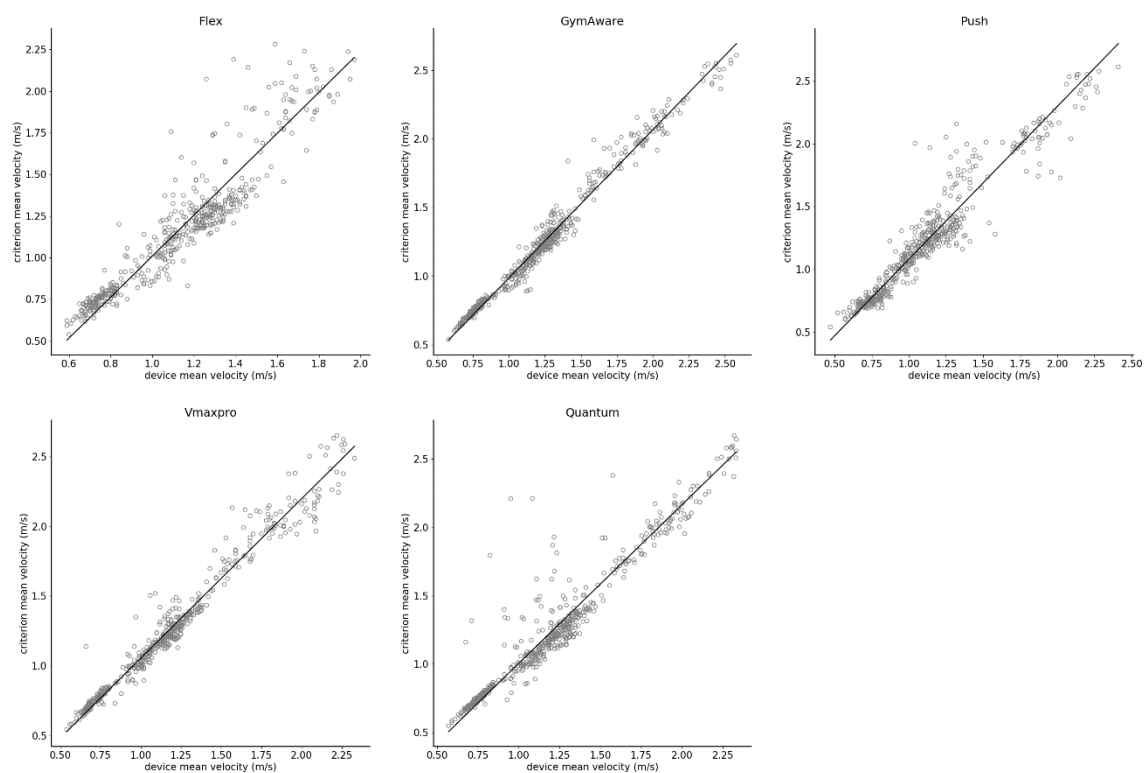 Flex
GymAware
Push
2.25
2.00
1.75
1.50
1.25
1.00
0.75
0.50
criterion mean velocity (m/s)
0.6 0.8 1.0 1.2 1.4 1.6 1.8 2.0
device mean velocity (m/s)
2.5
2.0
1.5
1.0
0.5
criterion mean velocity (m/s)
0.50 0.75 1.00 1.25 1.50 1.75 2.00 2.25 2.50
device mean velocity (m/s)
2.5
2.0
1.5
1.0
0.5
criterion mean velocity (m/s)
0.50 0.75 1.00 1.25 1.50 1.75 2.00 2.25 2.50
device mean velocity (m/s)
Vmaxpro
Quantum
2.5
2.0
1.5
1.0
0.5
criterion mean velocity (m/s)
0.50 0.75 1.00 1.25 1.50 1.75 2.00 2.25
device mean velocity (m/s)
2.5
2.0
1.5
1.0
0.5
criterion mean velocity (m/s)
0.50 0.75 1.00 1.25 1.50 1.75 2.00 2.25
device mean velocity (m/s)